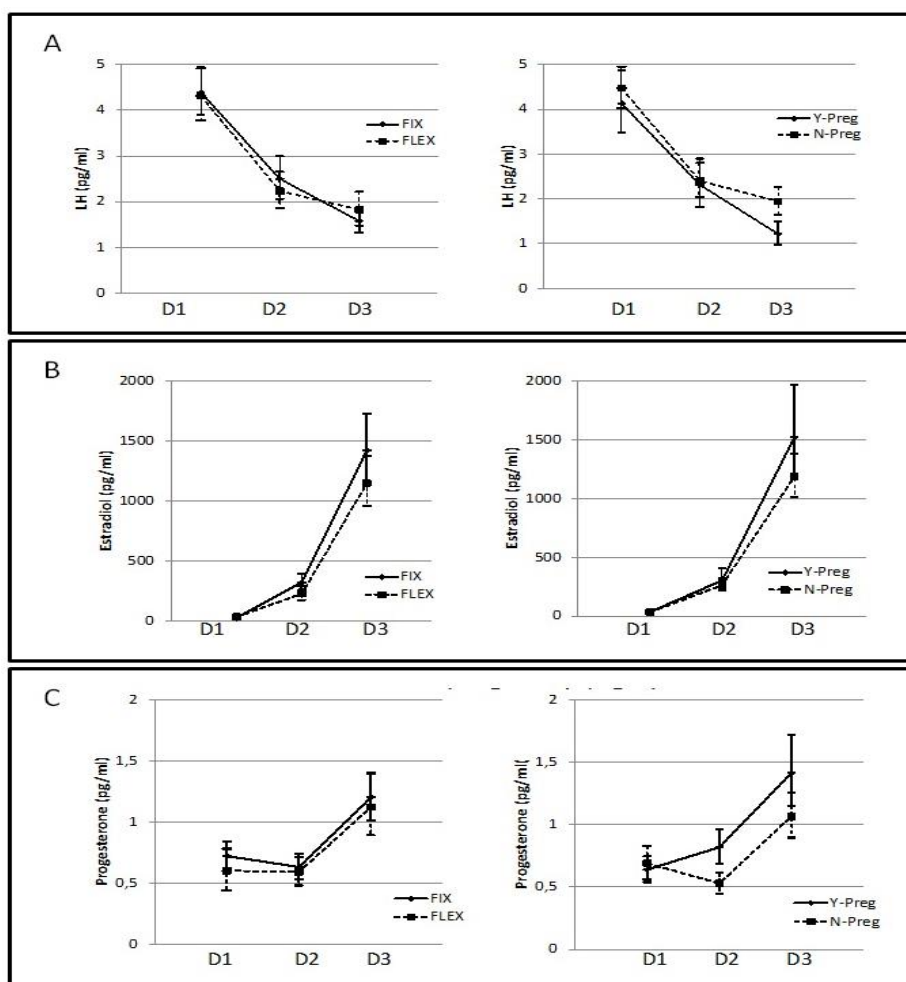 A
LH (pg/ml)
5
4
3
2
1
0
D1 D2 D3
FIX
FLEX
LH (pg/ml)
5
4
3
2
1
0
D1 D2 D3
Y-Preg
N-Preg
B
Estradiol (pg/ml)
2000
1500
1000
500
0
D1 D2 D3
FIX
FLEX
Estradiol (pg/ml)
2000
1500
1000
500
0
D1 D2 D3
Y-Preg
N-Preg
C
Progesterone (pg/ml)
2
1,5
1
0,5
0
D1 D2 D3
FIX
FLEX
Progesterone (pg/ml(
2
1,5
1
0,5
0
D1 D2 D3
Y-Preg
N-Preg